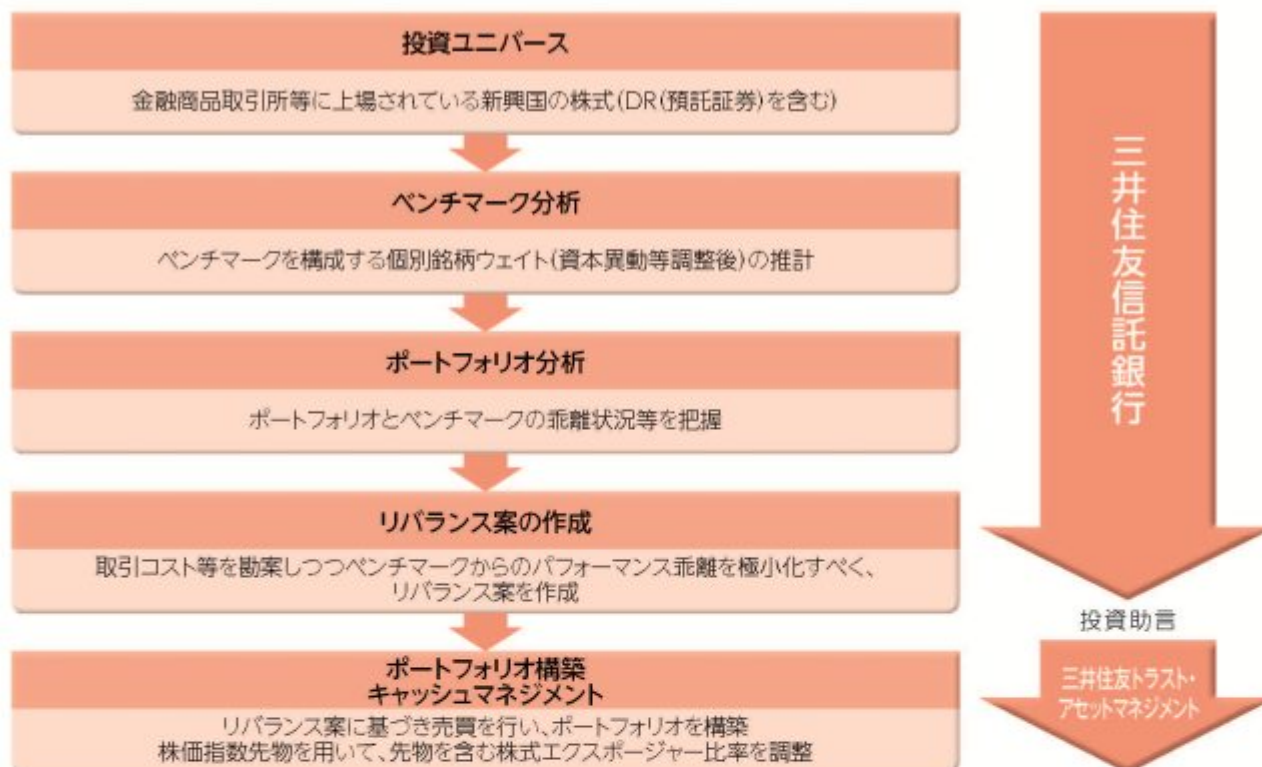 投資ユニバース
金融商品取引所等に上場されている新興国の株式(DR(預託証券)を含む)
ベンチマーク分析
ベンチマークを構成する個別銘柄ウェイト(資本異動等調整後)の推計
ポートフォリオ分析
ポートフォリオとベンチマークの乖離状況等を把握
リバランス案の作成
取引コスト等を勘案しつつベンチマークからのパフォーマンス乖離を極小化すべく、
リバランス案を作成
ポートフォリオ構築
キャッシュマネジメント
リバランス案に基づき売買を行い、ポートフォリオを構築
株価指数先物を用いて、先物を含む株式エクスポージャー比率を調整
三井住友信託銀行
投資助言
三井住友トラスト・
アセットマネジメント